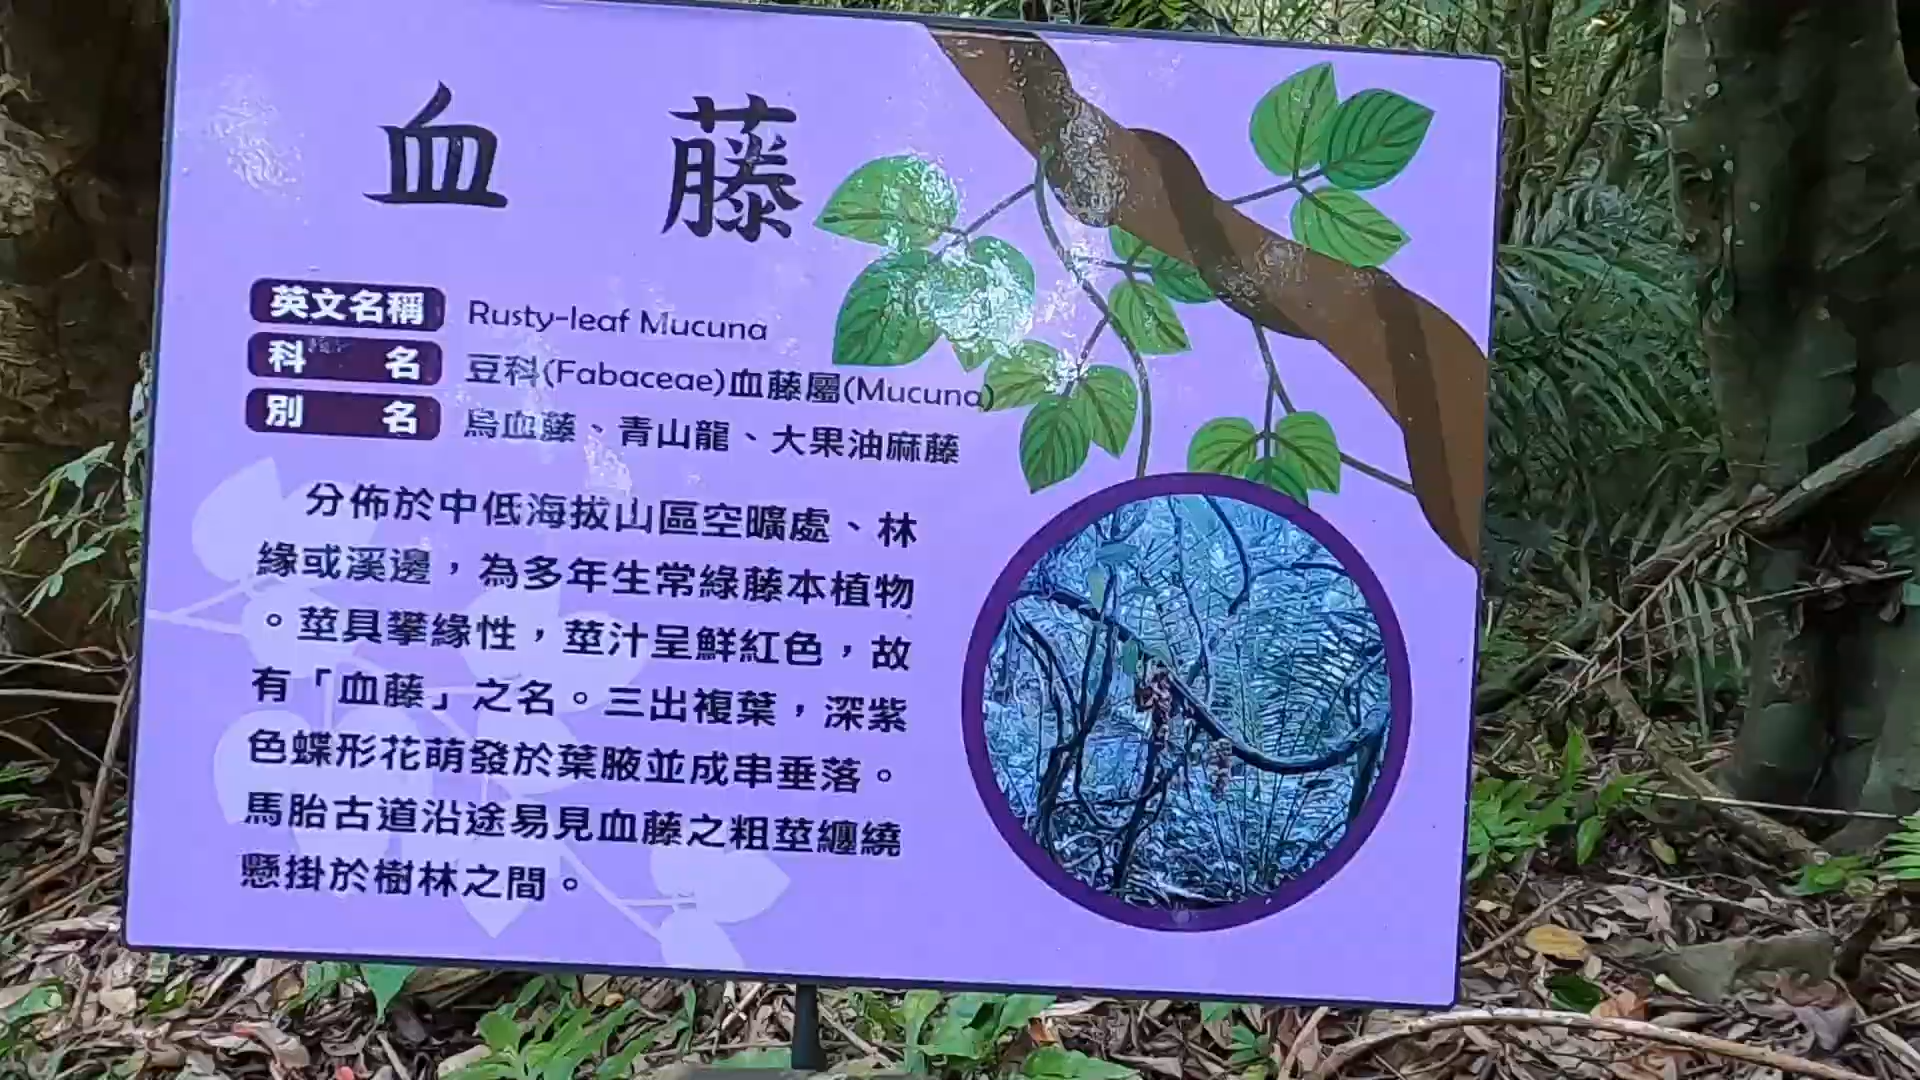 血藤
英文名稱 Rusty-leaf Mucuna
科名 豆科(Fabaceae)血藤屬(Mucuna)
別名 烏血藤、青山龍、大果油麻藤
分佈於中低海拔山區空曠處、林
緣或溪邊，為多年生常綠藤本植物
。莖具攀緣性，莖汁呈鮮紅色，故
有「血藤」之名。三出複葉，深紫
色蝶形花萌發於葉腋並成串垂落。
馬胎古道沿途易見血藤之粗莖纏繞
懸掛於樹林之間。